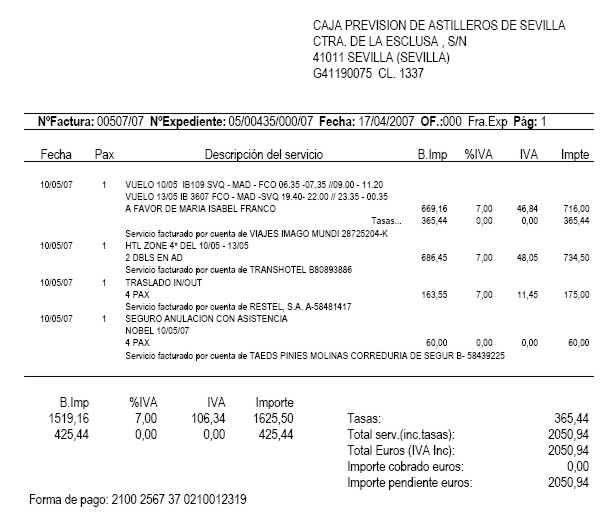 CAJA PREVISION DE ASTILLEROS DE SEVILLA
CTRA. DE LA ESCLUSA , S/N
41011 SEVILLA (SEVILLA)
G41190075 CL. 1337
NºFactura: 00507/07 NºExpediente: 05/00435/000/07 Fecha: 17/04/2007 OF.:000 Fra.Exp Pág: 1
Fecha Pax Descripción del servicio B.Imp %IVA IVA Impte
10/05/07 1 VUELO 10/05 IB109 SVQ - MAD - FCO 06.35 -07.35 //09.00 - 11.20
VUELO 13/05 IB 3607 FCO - MAD -SVQ 19.40- 22.00 // 23.35 - 00.35
A FAVOR DE MARIA ISABEL FRANCO 669,16 7,00 46,84 716,00
Tasas... 365,44 0,00 0,00 365,44
Servicio facturado por cuenta de VIAJES IMAGO MUNDI 28725204-K
10/05/07 1 HTL ZONE 4* DEL 10/05 - 13/05
2 DBLS EN AD 686,45 7,00 48,05 734,50
Servicio facturado por cuenta de TRANSHOTEL B80893886
10/05/07 1 TRASLADO IN/OUT
4 PAX 163,55 7,00 11,45 175,00
Servicio facturado por cuenta de RESTEL, S.A. A-58481417
10/05/07 1 SEGURO ANULACION CON ASISTENCIA
NOBEL 10/05/07
4 PAX 60,00 0,00 0,00 60,00
Servicio facturado por cuenta de TAEDS PINIES MOLINAS CORREDURIA DE SEGUR B- 58439225
B.Imp %IVA IVA Importe
1519,16 7,00 106,34 1625,50 Tasas: 365,44
425,44 0,00 0,00 425,44 Total serv.(inc.tasas): 2050,94
Total Euros (IVA Inc): 2050,94
Importe cobrado euros: 0,00
Importe pendiente euros: 2050,94
Forma de pago: 2100 2567 37 0210012319